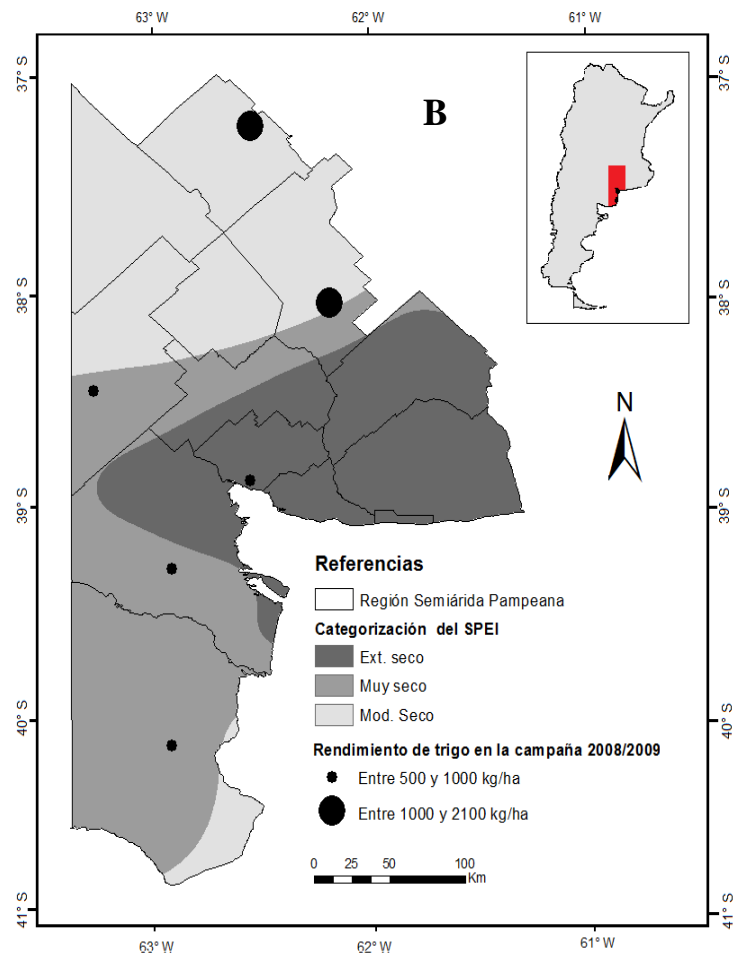 63° W 62° W 61° W
37° S 37° S
B
38° S 38° S
N
39° S 39° S
Referencias
Región Semiárida Pampeana
Categorización del SPEI
Ext. seco
Muy seco
Mod. Seco
40° S 40° S
Rendimiento de trigo en la campaña 2008/2009
Entre 500 y 1000 kg/ha
Entre 1000 y 2100 kg/ha
0 25 50 100
Km
41° S 41° S
63° W 62° W 61° W